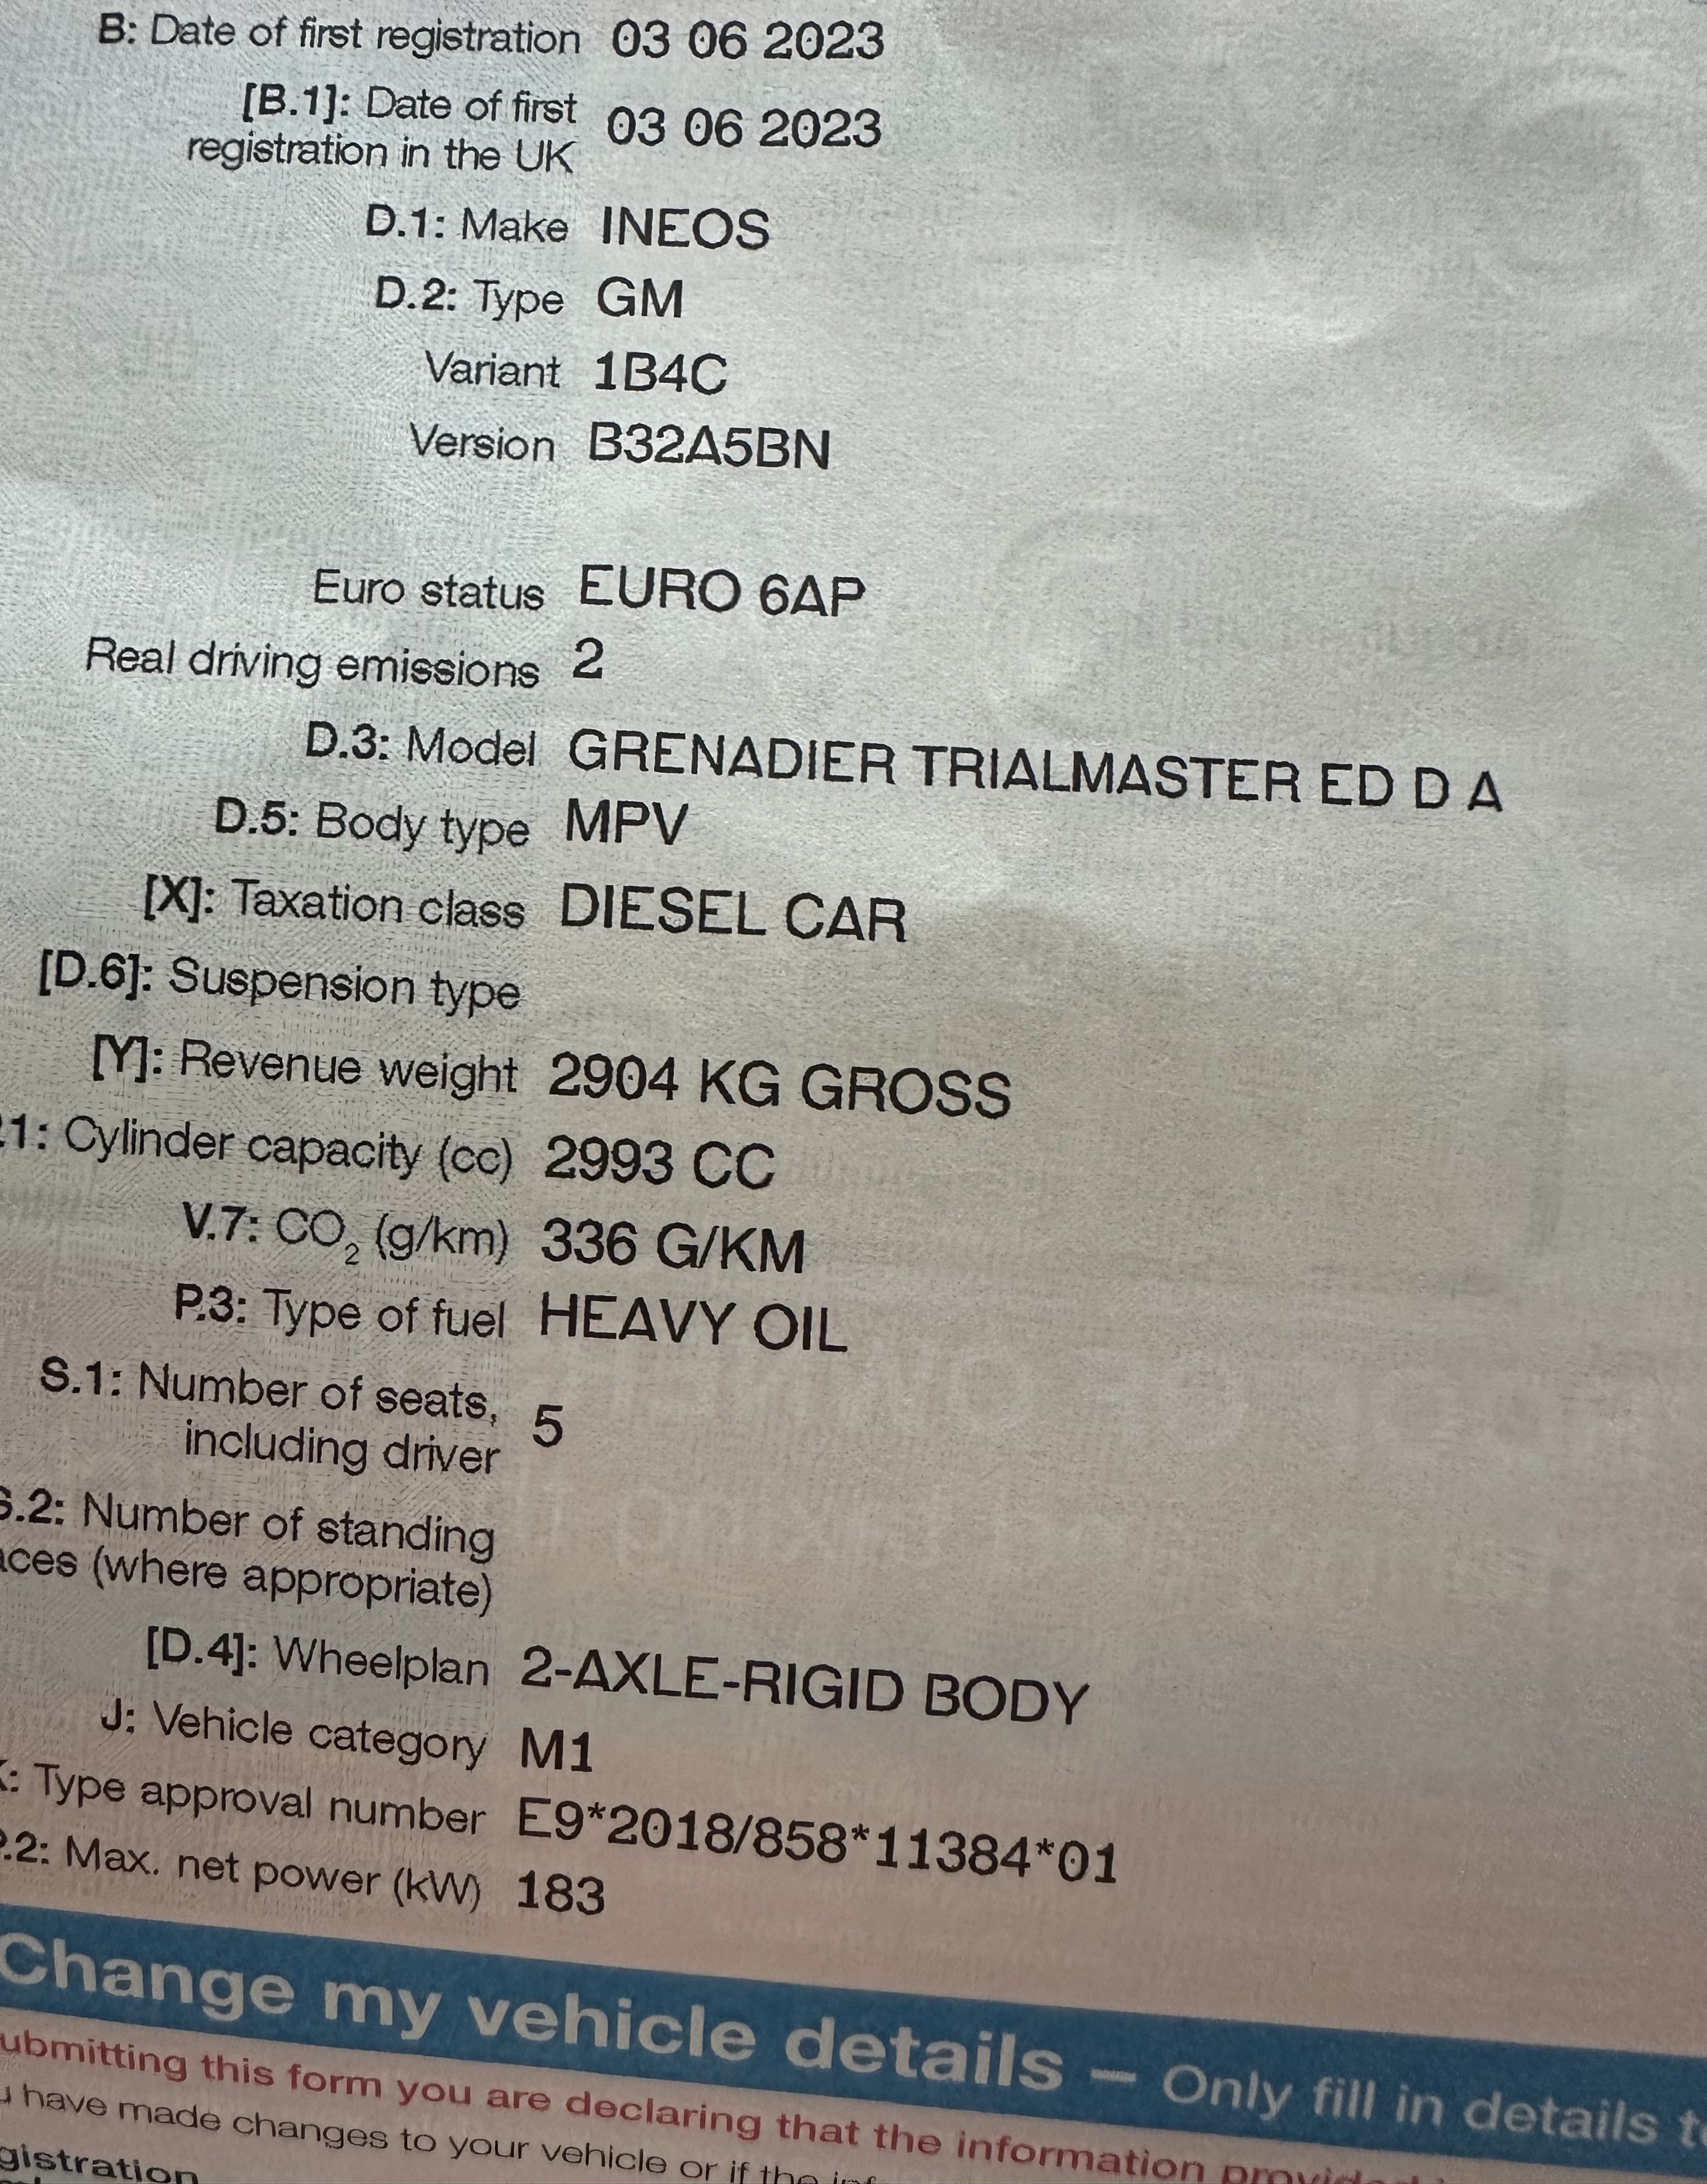 B: Date of first registration 03 06 2023
[B.1]: Date of first
registration in the UK 03 06 2023
D.1: Make INEOS
D.2: Type GM
Variant 1B4C
Version B32A5BN
Euro status EURO 6AP
Real driving emissions 2
D.3: Model GRENADIER TRIALMASTER ED D A
D.5: Body type MPV
[X]: Taxation class DIESEL CAR
[D.6]: Suspension type
[Y]: Revenue weight 2904 KG GROSS
.1: Cylinder capacity (cc) 2993 CC
V.7: CO₂ (g/km) 336 G/KM
P.3: Type of fuel HEAVY OIL
S.1: Number of seats,
including driver 5
S.2: Number of standing
(where appropriate)
[D.4]: Wheelplan 2-AXLE-RIGID BODY
J: Vehicle category M1
: Type approval number E9*2018/858*11384*01
.2: Max. net power (kW) 183
Change my vehicle details – Only fill in details
this form you are declaring that the information
have made changes to your vehicle or if the